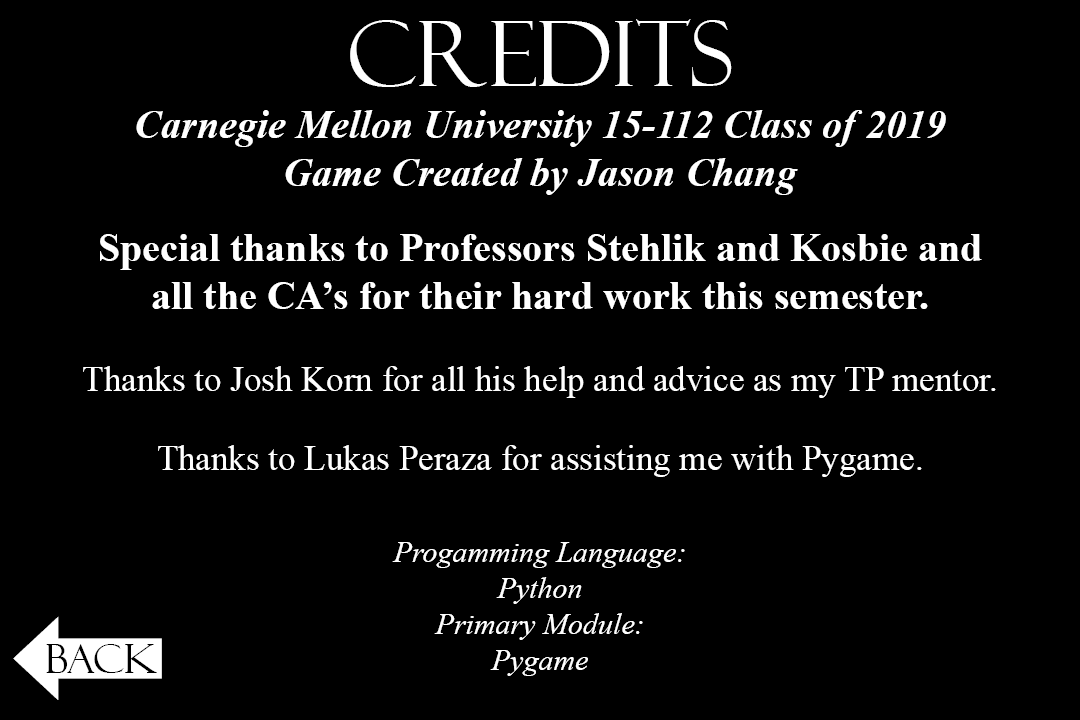 CREDITS
Carnegie Mellon University 15-112 Class of 2019
Game Created by Jason Chang
Special thanks to Professors Stehlik and Kosbie and
all the CA’s for their hard work this semester.
Thanks to Josh Korn for all his help and advice as my TP mentor.
Thanks to Lukas Peraza for assisting me with Pygame.
Progamming Language:
Python
Primary Module:
Pygame
BACK